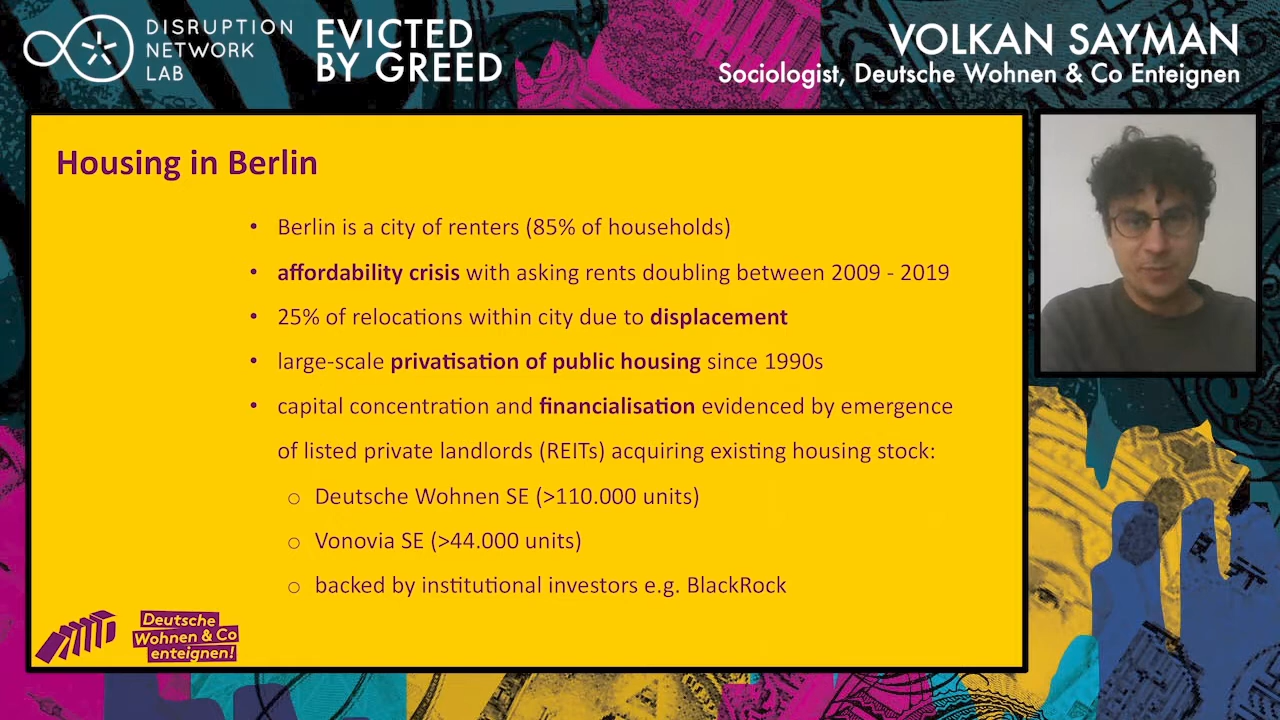 DISRUPTION
NETWORK
LAB
EVICTED
BY GREED
VOLKAN SAYMAN
Sociologist, Deutsche Wohnen & Co Enteignen
Housing in Berlin
• Berlin is a city of renters (85% of households)
• affordability crisis with asking rents doubling between 2009 - 2019
• 25% of relocations within city due to displacement
• large-scale privatisation of public housing since 1990s
• capital concentration and financialisation evidenced by emergence
of listed private landlords (REITs) acquiring existing housing stock:
o Deutsche Wohnen SE (>110.000 units)
o Vonovia SE (>44.000 units)
o backed by institutional investors e.g. BlackRock
Deutsche
Wohnen & Co
enteignen!